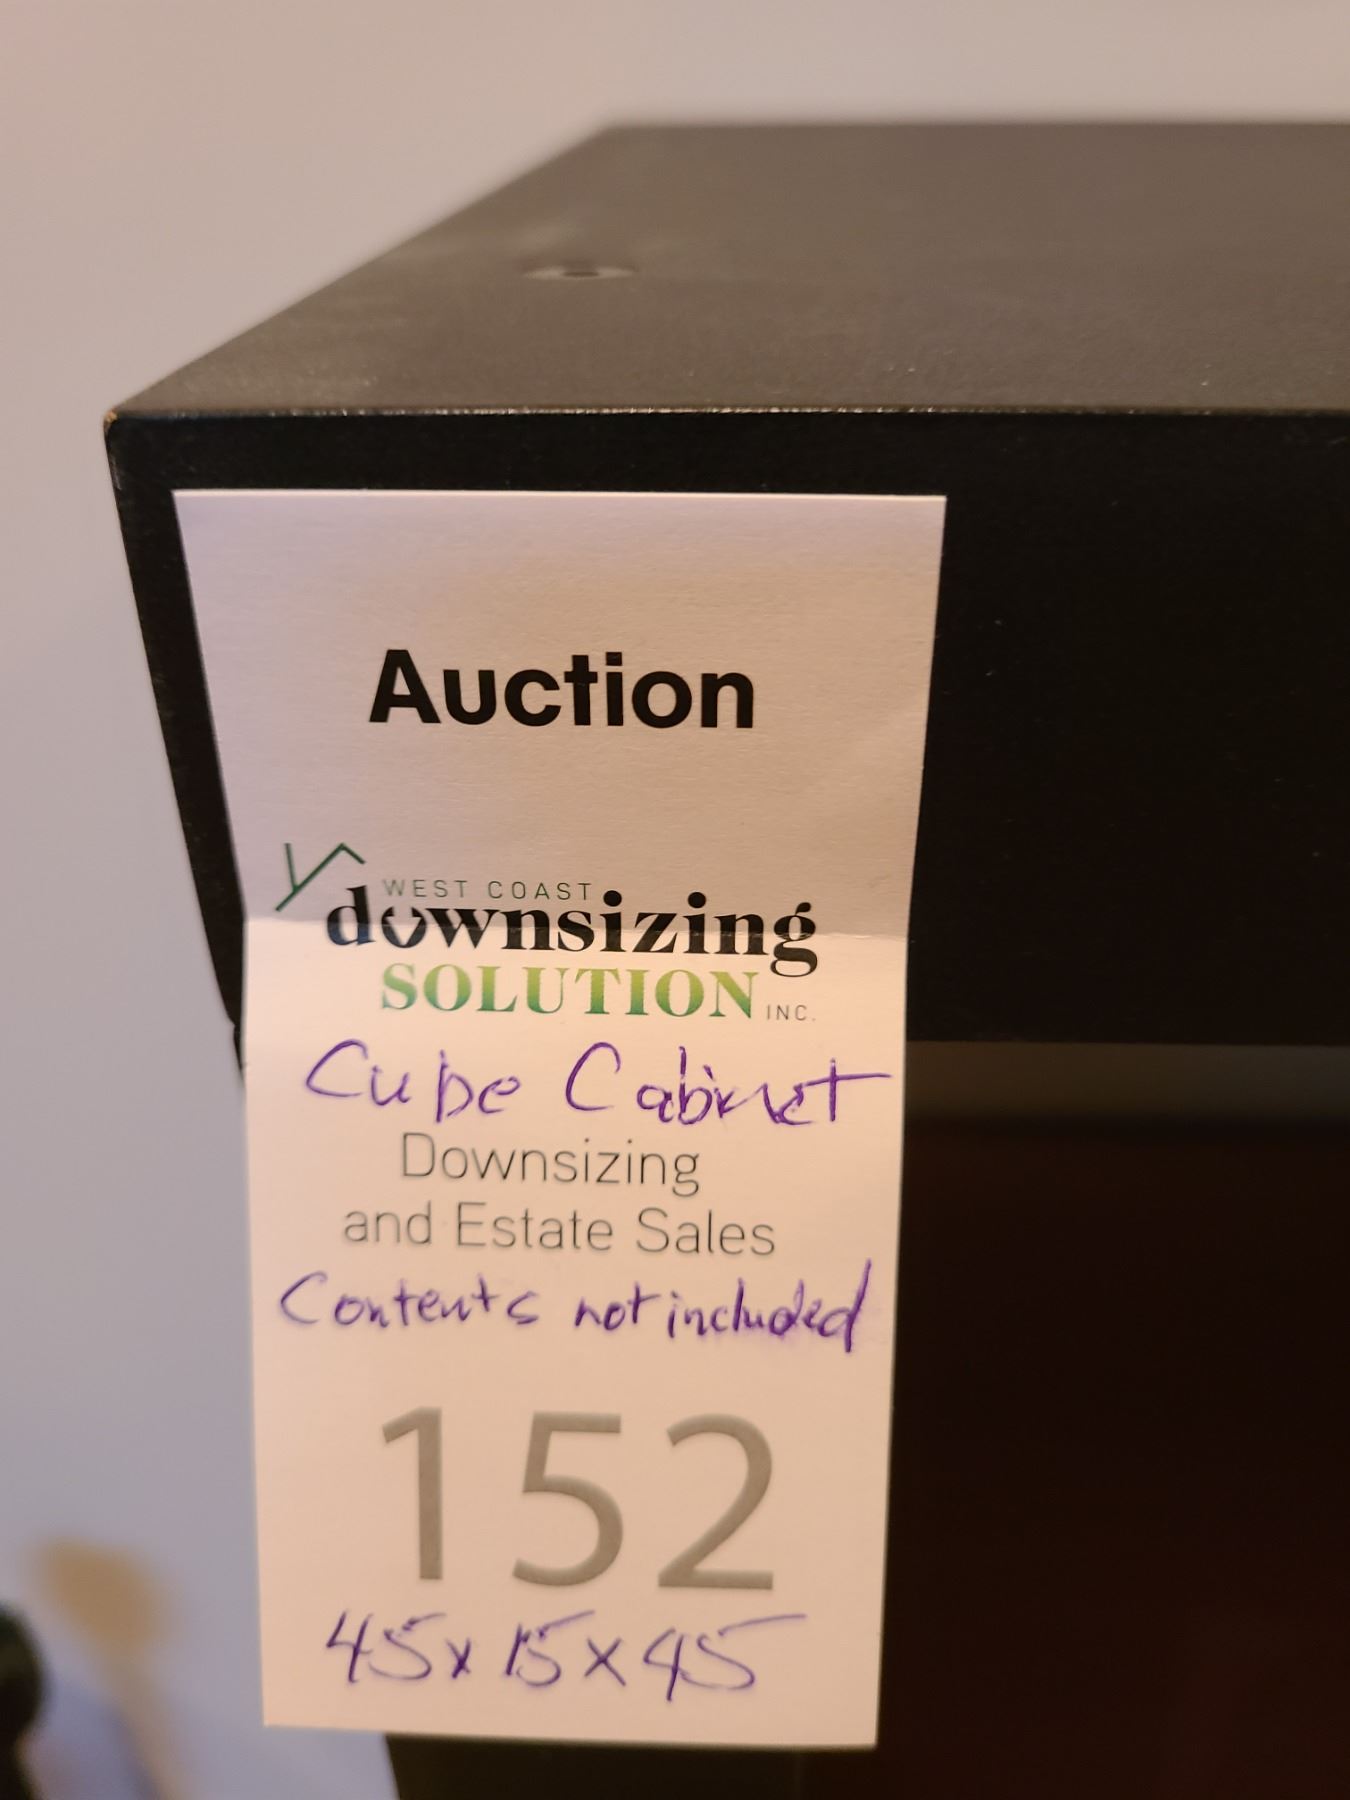 Auction
WEST COAST
downsizing
SOLUTION INC.
Cube Cabinet
Downsizing
and Estate Sales
Contents not included
152
45x15x45